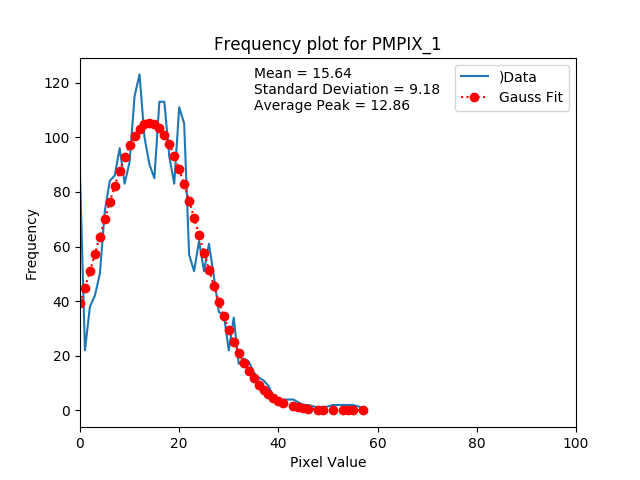 Frequency plot for PMPIX_1
Mean = 15.64
Standard Deviation = 9.18
Average Peak = 12.86
)Data
Gauss Fit
Frequency
120
100
80
60
40
20
0
0 20 40 60 80 100
Pixel Value